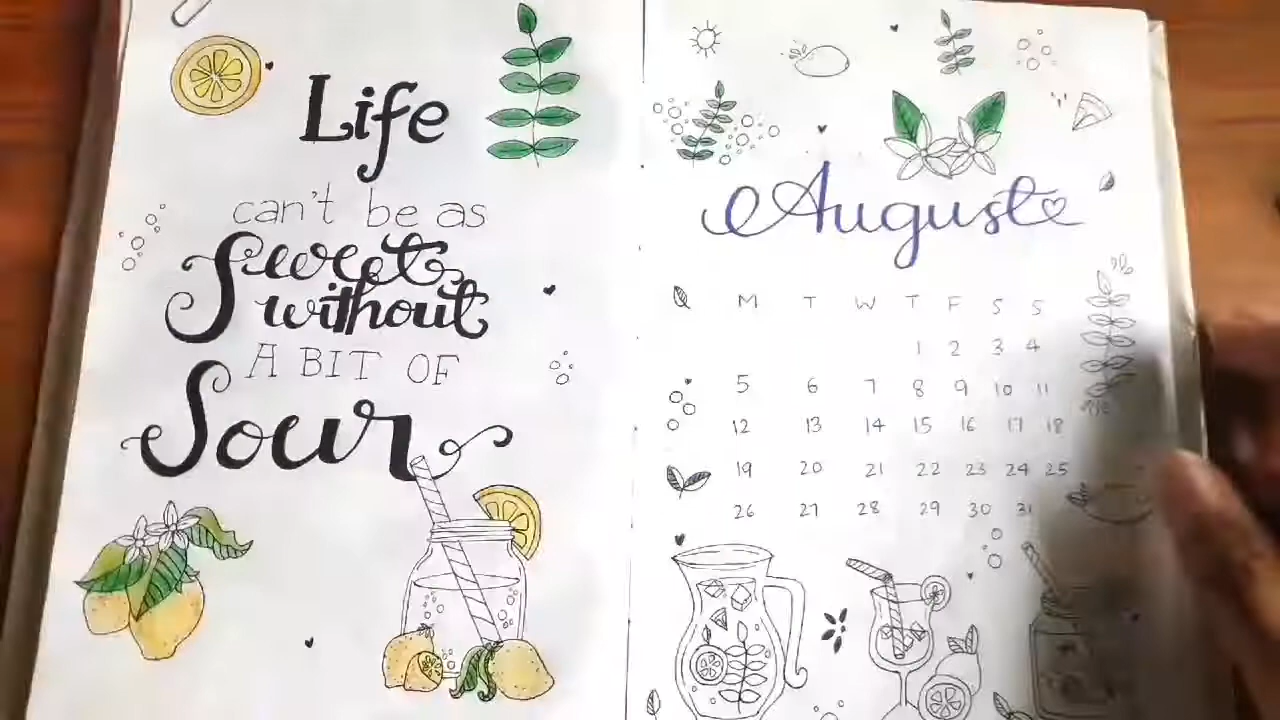 Life
can't be as
Sweet
without
A BIT OF
Sour
August
M T W T F S S
1 2 3 4
5 6 7 8 9 10 11
12 13 14 15 16 17 18
19 20 21 22 23 24 25
26 27 28 29 30 31